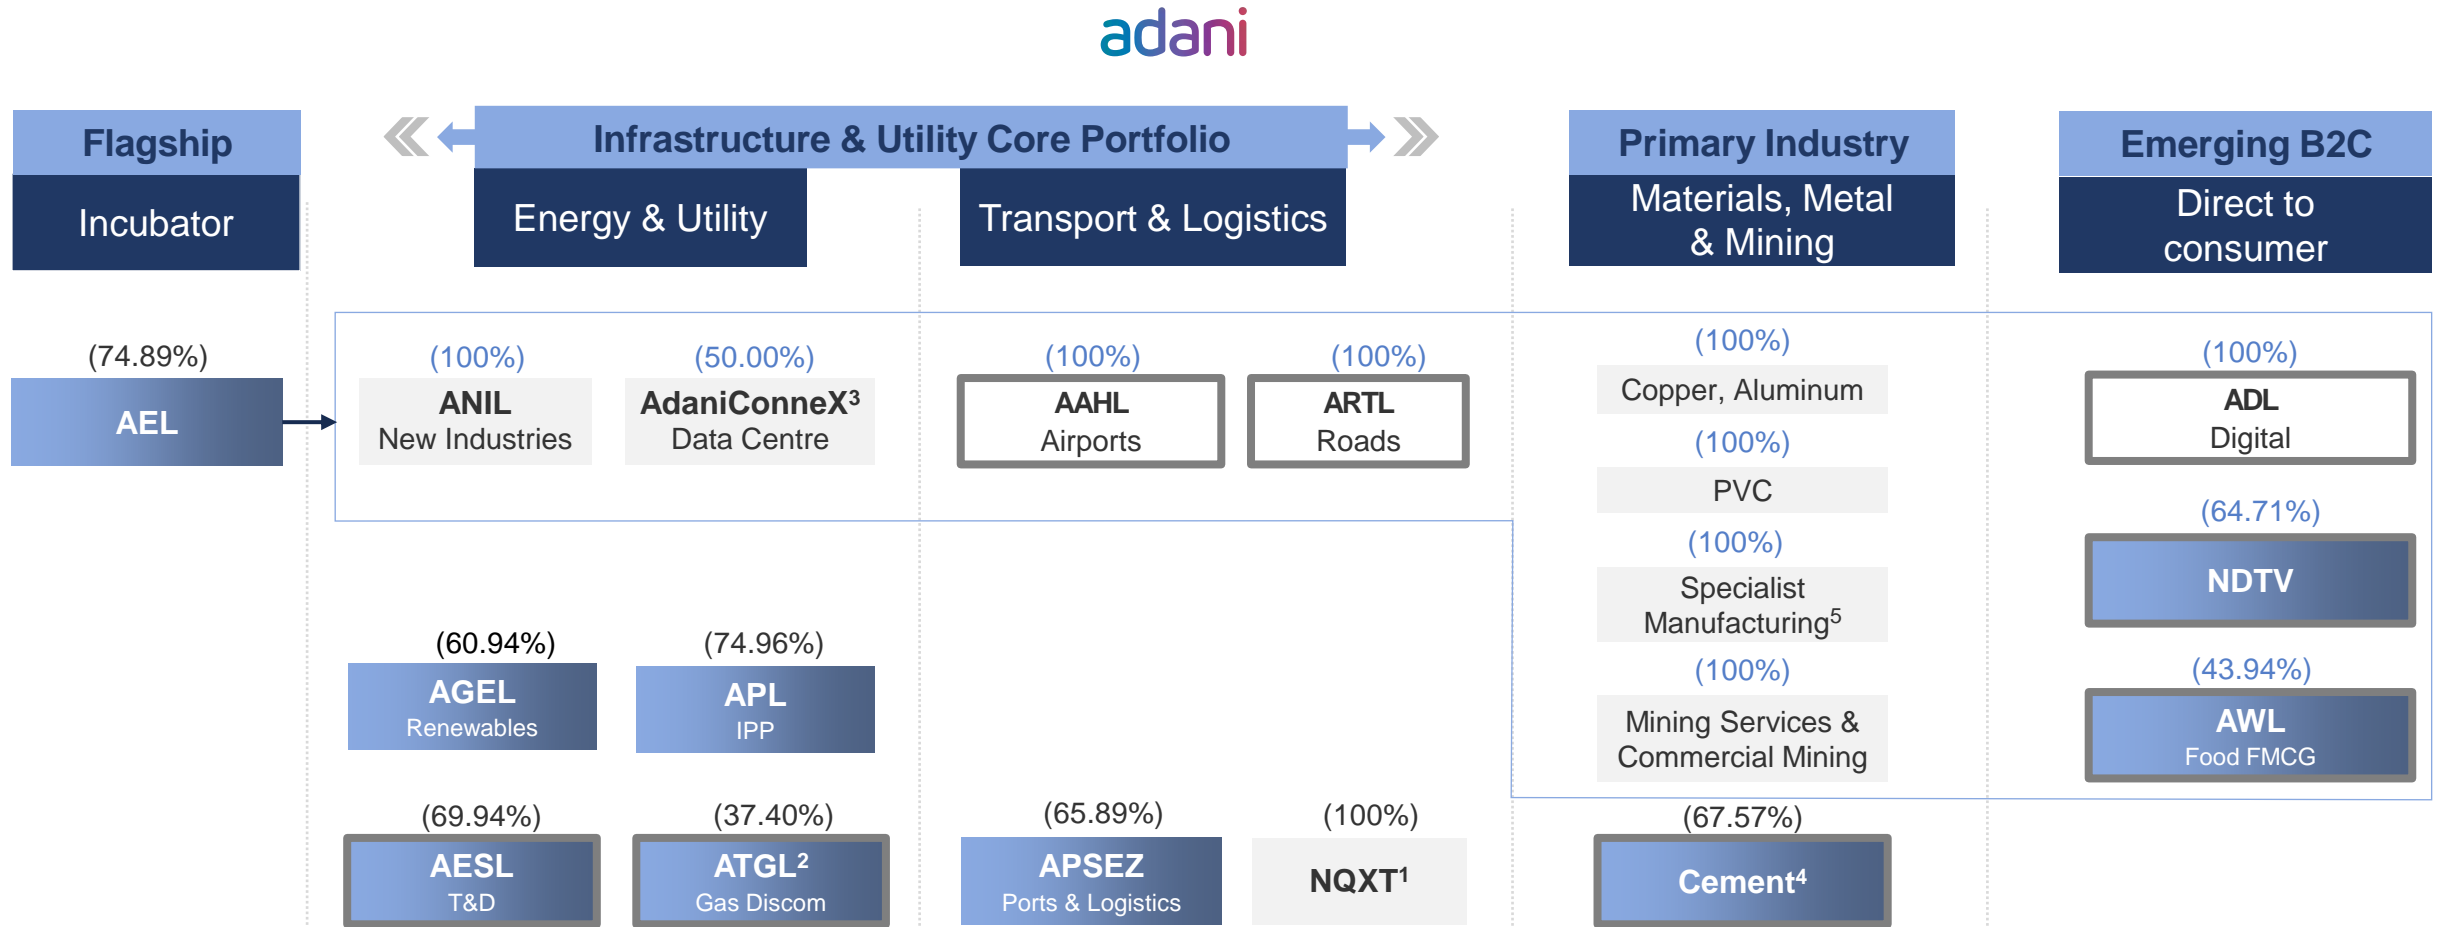 adani
Flagship
Incubator
Infrastructure & Utility Core Portfolio
Energy & Utility
Transport & Logistics
Primary Industry
Materials, Metal
& Mining
Emerging B2C
Direct to
consumer
(74.89%)
AEL
(100%)
ANIL
New Industries
(50.00%)
AdaniConneX³
Data Centre
(100%)
AAHL
Airports
(100%)
ARTL
Roads
(100%)
Copper, Aluminum
(100%)
PVC
(100%)
Specialist
Manufacturing⁵
(100%)
Mining Services &
Commercial Mining
(100%)
ADL
Digital
(64.71%)
NDTV
(43.94%)
AWL
Food FMCG
(60.94%)
AGEL
Renewables
(74.96%)
APL
IPP
(69.94%)
AESL
T&D
(37.40%)
ATGL²
Gas Discom
(65.89%)
APSEZ
Ports & Logistics
(100%)
NQXT¹
(67.57%)
Cement⁴